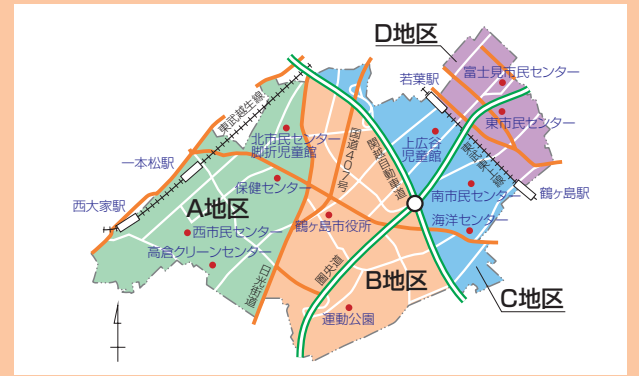 D地区
富士見市民センター
若葉駅
東市民センター
東武越生線
北市民センター
脚折児童館
国道407号
関越自動車道
上広谷
児童館
東武東上線
一本松駅
保健センター
南市民センター
鶴ヶ島駅
西大家駅
A地区
鶴ヶ島市役所
海洋センター
西市民センター
高倉クリーンセンター
日光街道
圏央道
B地区
C地区
運動公園